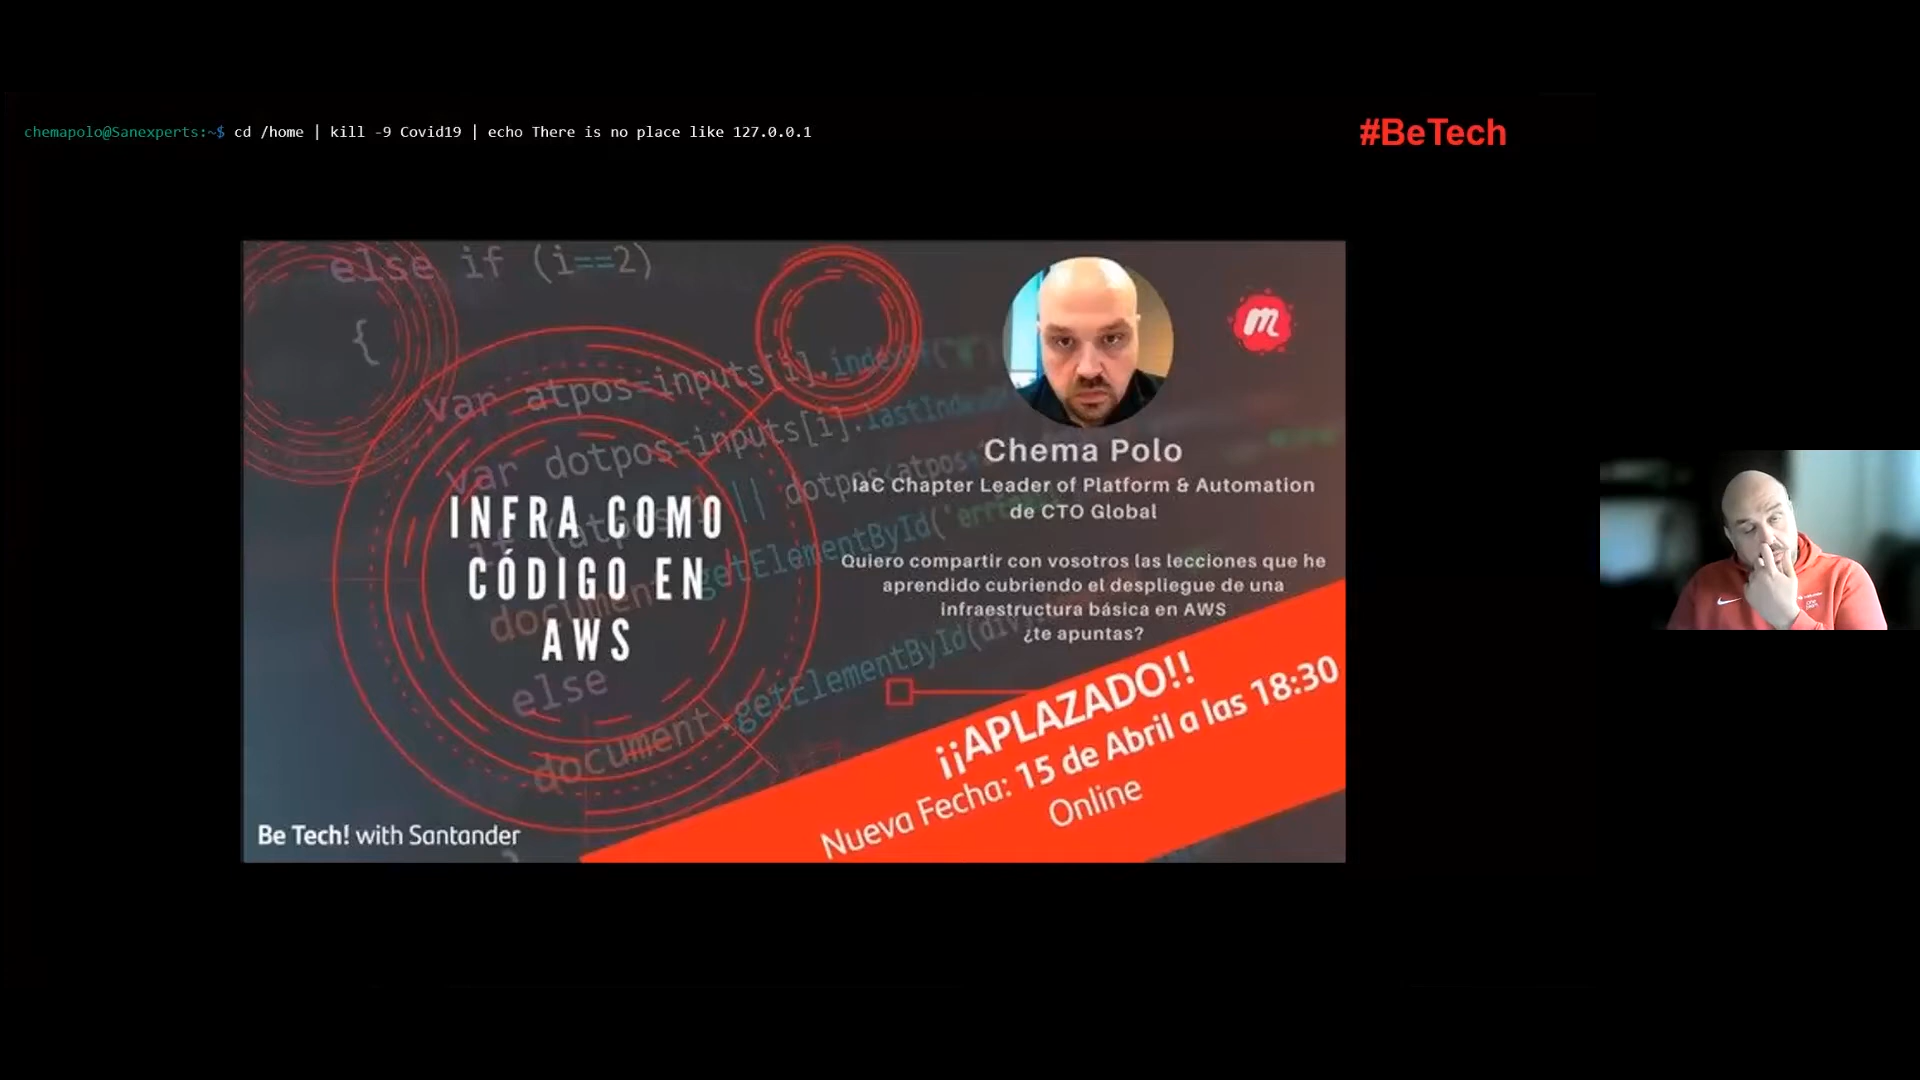 chemapolo@Sanexperts:~$ cd /home | kill -9 Covid19 | echo There is no place like 127.0.0.1
#BeTech
else if (i==2)
{
var atpos=inputs[i].indexOf("
var dotpos=inputs[i].lastIndexOf
|| dotpos<atpos+
document.getElementById('err
else
document.getElementById(div
INFRA COMO
CÓDIGO EN
AWS
Chema Polo
IaC Chapter Leader of Platform & Automation
de CTO Global
Quiero compartir con vosotros las lecciones que he
aprendido cubriendo el despliegue de una
infraestructura básica en AWS
¿te apuntas?
¡¡APLAZADO!!
Nueva Fecha: 15 de Abril a las 18:30
Online
Be Tech! with Santander